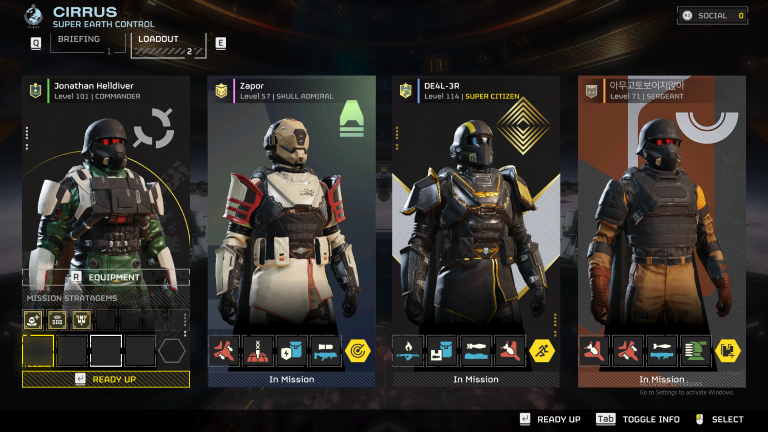 CIRRUS
SUPER EARTH CONTROL
SOCIAL 0
Q BRIEFING 1 LOADOUT 2 E
Jonathan Helldiver
Level 101 | COMMANDER
Zapor
Level 57 | SKULL ADMIRAL
DE4L-3R
Level 114 | SUPER CITIZEN
아무고토보이지않아
Level 71 | SERGEANT
R EQUIPMENT
MISSION STRATAGEMS
SOS
READY UP
In Mission
In Mission
In Mission
Activate Windows
Go to Settings to activate Windows.
READY UP
Tab TOGGLE INFO
SELECT